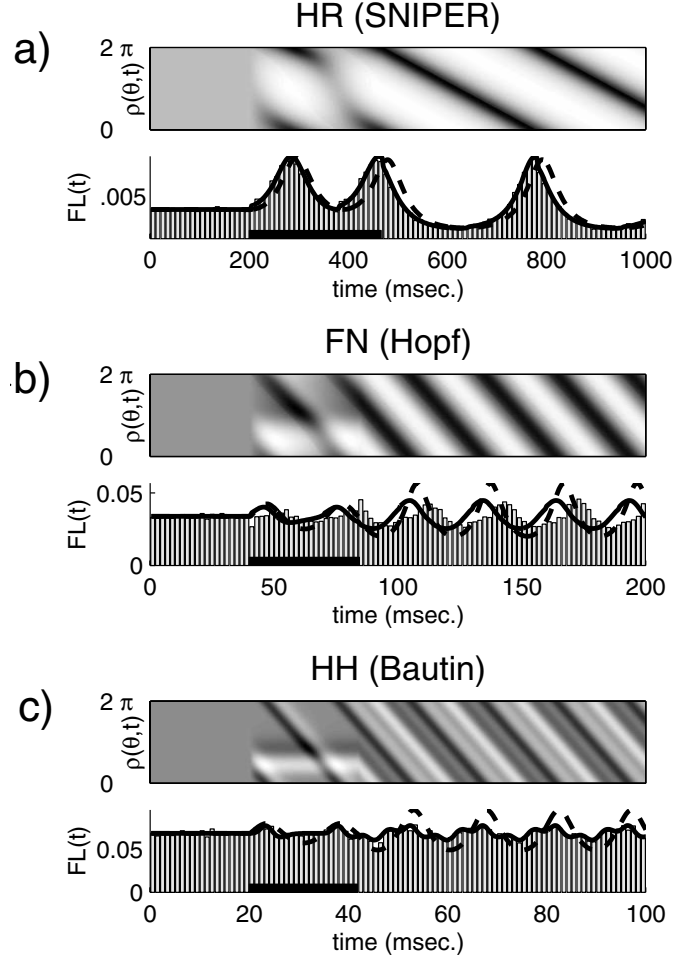 HR (SNIPER)
a)
2 π
ρ(θ,t)
0
FL(t)
.005
0 200 400 600 800 1000
time (msec.)
FN (Hopf)
b)
2 π
ρ(θ,t)
0
FL(t)
0.05
0
0 50 100 150 200
time (msec.)
HH (Bautin)
c)
2 π
ρ(θ,t)
0
FL(t)
0.05
0
0 20 40 60 80 100
time (msec.)